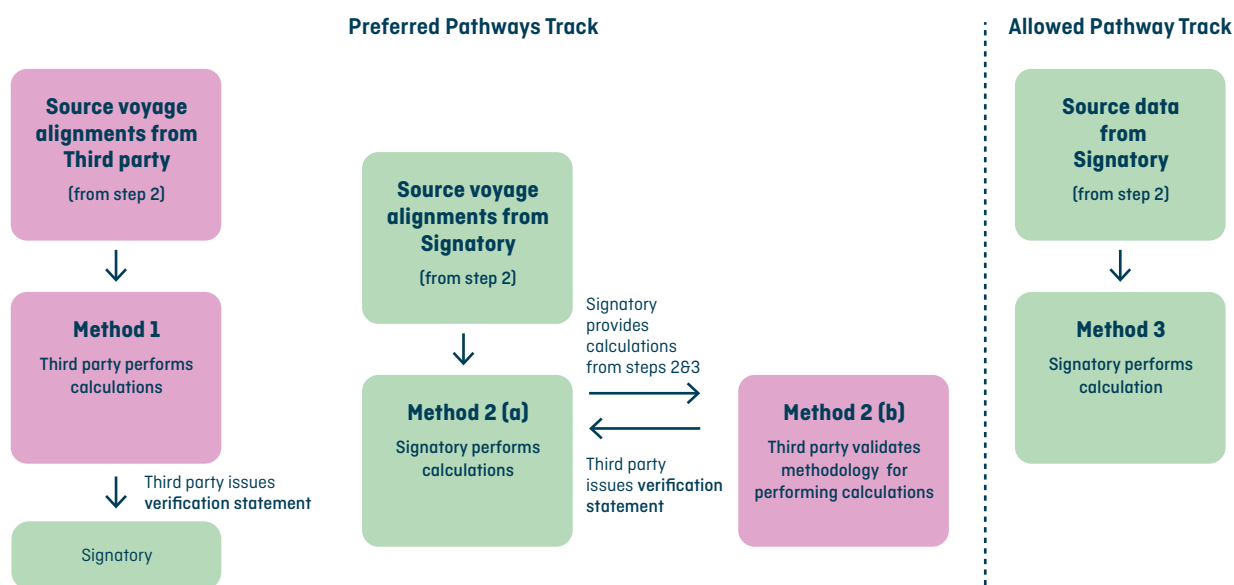 Preferred Pathways Track
Allowed Pathway Track
Source voyage
alignments from
Third party
(from step 2)
Method 1
Third party performs
calculations
Third party issues
verification statement
Signatory
Source voyage
alignments from
Signatory
(from step 2)
Method 2 (a)
Signatory performs
calculations
Signatory
provides
calculations
from steps 2&3
Third party
issues verification
statement
Method 2 (b)
Third party validates
methodology for
performing calculations
Source data
from
Signatory
(from step 2)
Method 3
Signatory performs
calculation